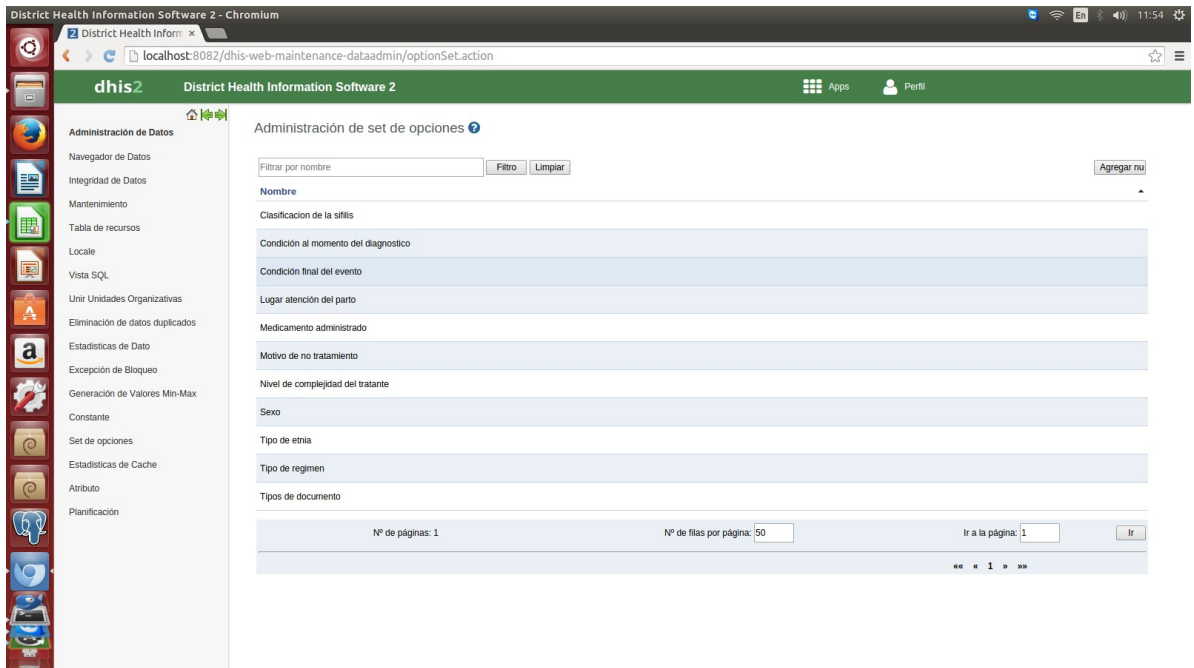 District Health Information Software 2 - Chromium
En 11:54
District Health Inform ×
localhost:8082/dhis-web-maintenance-dataadmin/optionSet.action
dhis2 District Health Information Software 2 Apps Perfil
Administración de Datos
Navegador de Datos
Integridad de Datos
Mantenimiento
Tabla de recursos
Locale
Vista SQL
Unir Unidades Organizativas
Eliminación de datos duplicados
Estadisticas de Dato
Excepción de Bloqueo
Generación de Valores Min-Max
Constante
Set de opciones
Estadisticas de Cache
Atributo
Planificación
Administración de set de opciones
Filtrar por nombre Filtro Limpiar Agregar nu
Nombre
Clasificacion de la sifilis
Condición al momento del diagnostico
Condición final del evento
Lugar atención del parto
Medicamento administrado
Motivo de no tratamiento
Nivel de complejidad del tratante
Sexo
Tipo de etnia
Tipo de regimen
Tipos de documento
Nº de páginas: 1 Nº de filas por página: 50 Ir a la página: 1 Ir
«« « 1 » »»